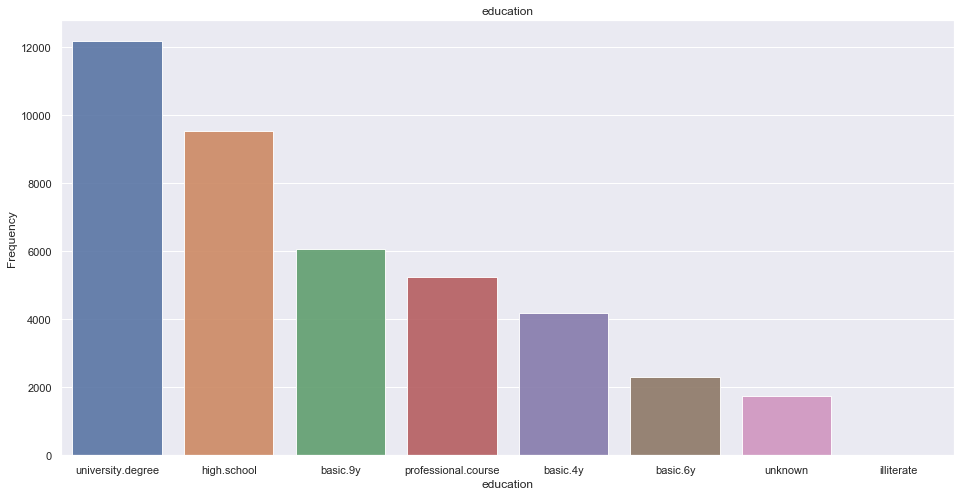 education
12000
10000
8000
6000
4000
2000
0
Frequency
university.degree high.school basic.9y professional.course basic.4y basic.6y unknown illiterate
education